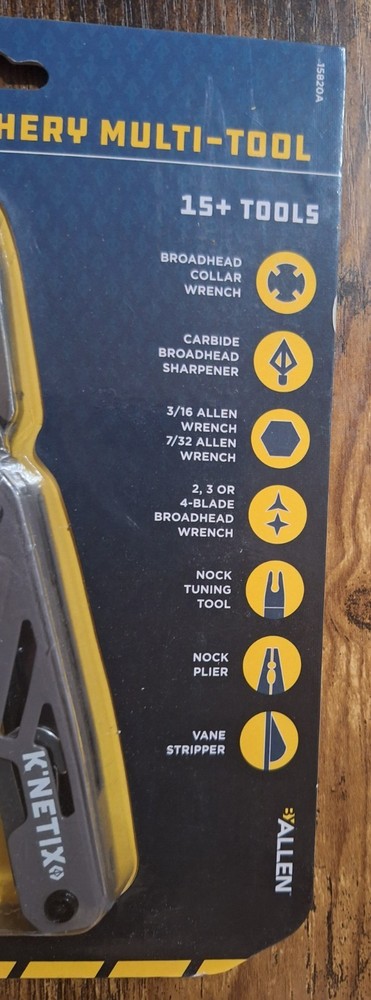 15820A
HERY MULTI-TOOL
15+ TOOLS
BROADHEAD
COLLAR
WRENCH
CARBIDE
BROADHEAD
SHARPENER
3/16 ALLEN
WRENCH
7/32 ALLEN
WRENCH
2, 3 OR
4-BLADE
BROADHEAD
WRENCH
NOCK
TUNING
TOOL
NOCK
PLIER
VANE
STRIPPER
K'NETIX
BY ALLEN